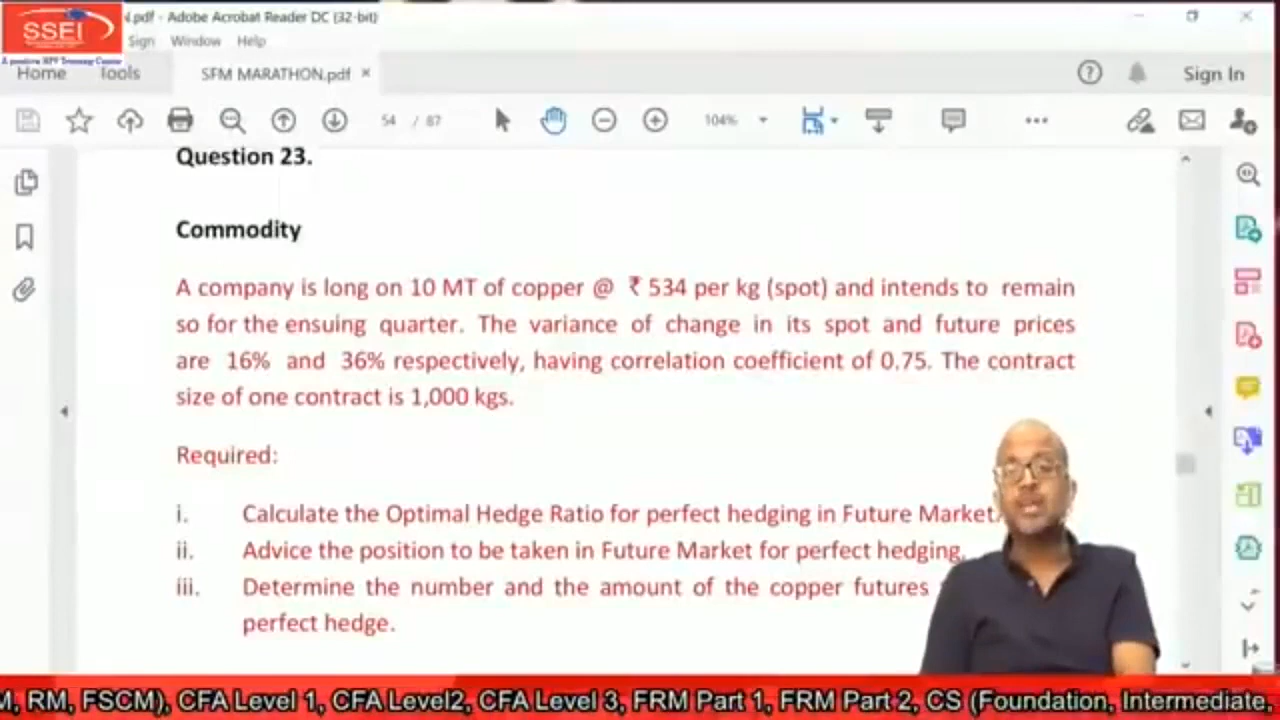 SSEI
A positive
.pdf - Adobe Acrobat Reader DC (32-bit)
Sign Window Help
Home Tools SFM MARATHON.pdf × Sign In
54 / 87 104%
Question 23.
Commodity
A company is long on 10 MT of copper @ ₹ 534 per kg (spot) and intends to remain
so for the ensuing quarter. The variance of change in its spot and future prices
are 16% and 36% respectively, having correlation coefficient of 0.75. The contract
size of one contract is 1,000 kgs.
Required:
i. Calculate the Optimal Hedge Ratio for perfect hedging in Future Market.
ii. Advice the position to be taken in Future Market for perfect hedging.
iii. Determine the number and the amount of the copper futures
perfect hedge.
M, RM, FSCM), CFA Level 1, CFA Level2, CFA Level 3, FRM Part 1, FRM Part 2, CS (Foundation, Intermediate,